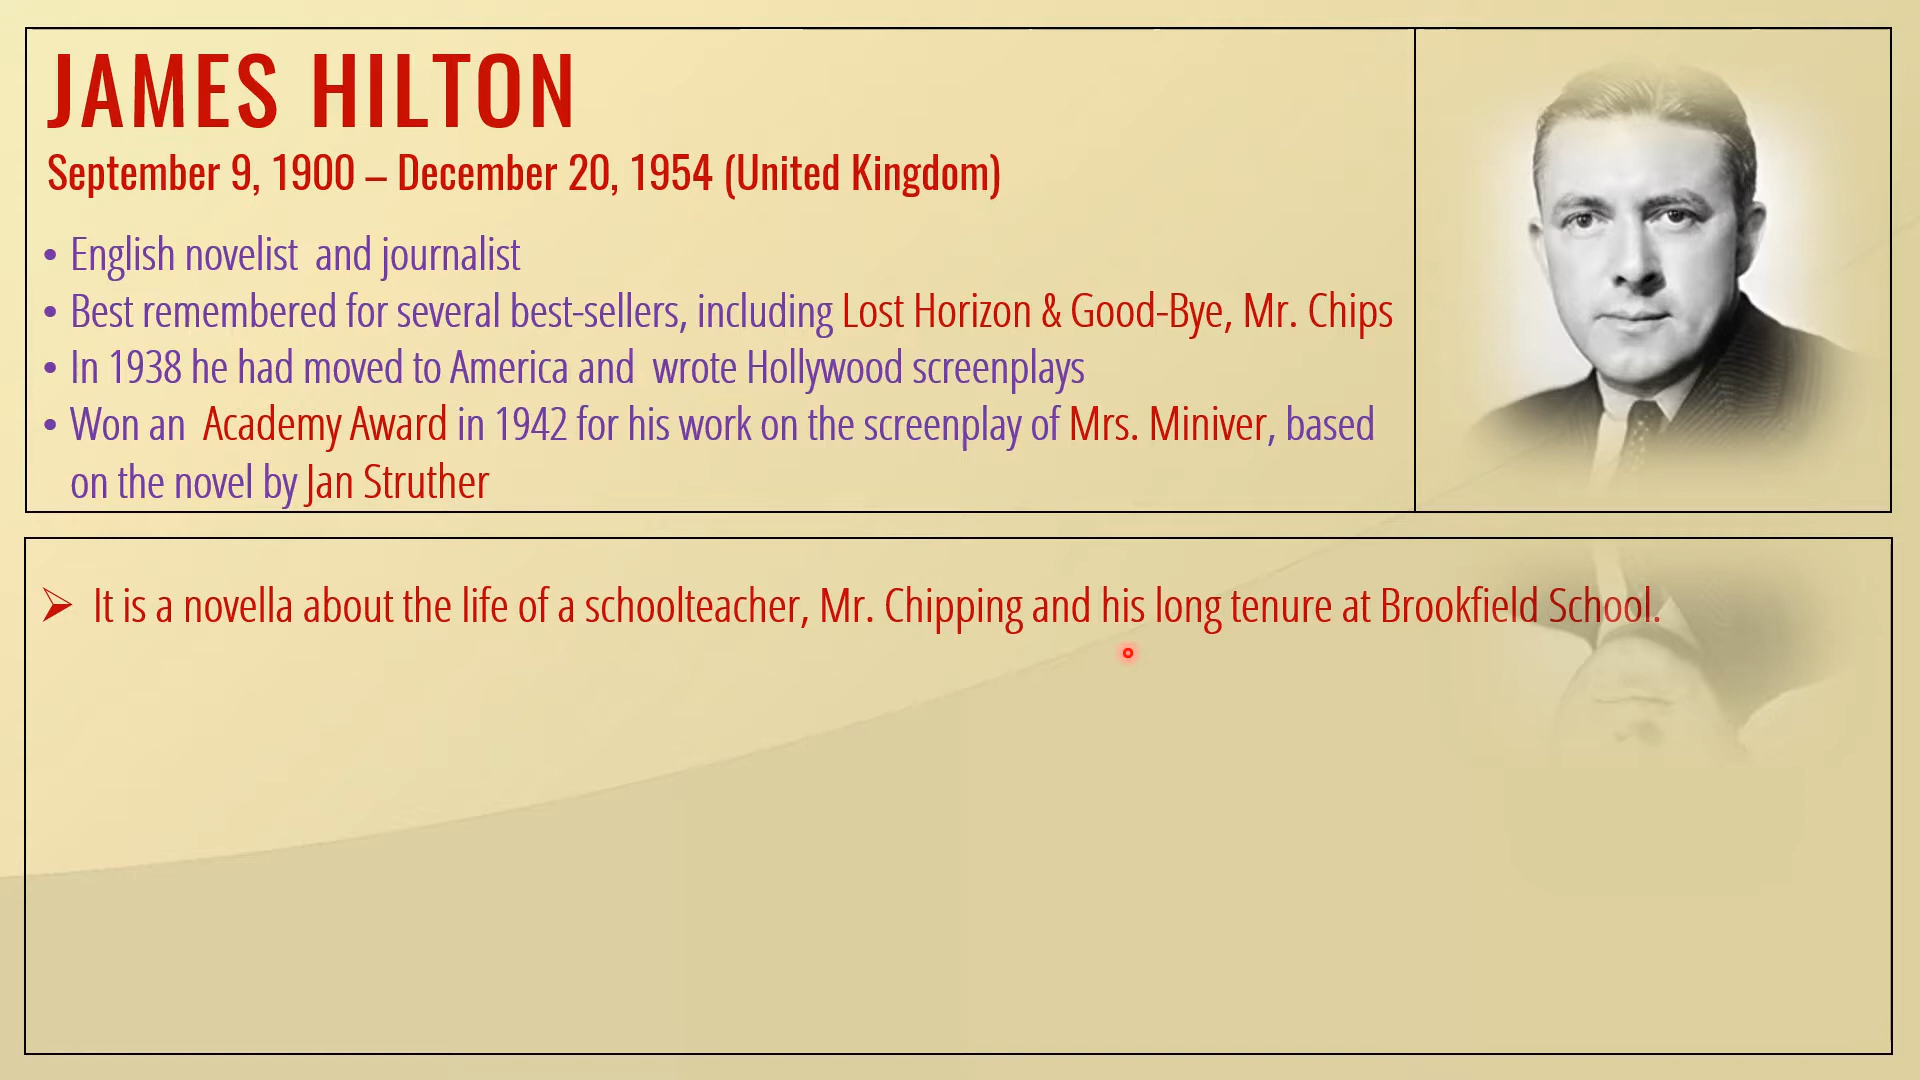 JAMES HILTON
September 9, 1900 – December 20, 1954 (United Kingdom)
• English novelist and journalist
• Best remembered for several best-sellers, including Lost Horizon & Good-Bye, Mr. Chips
• In 1938 he had moved to America and wrote Hollywood screenplays
• Won an Academy Award in 1942 for his work on the screenplay of Mrs. Miniver, based
on the novel by Jan Struther
➢ It is a novella about the life of a schoolteacher, Mr. Chipping and his long tenure at Brookfield School.